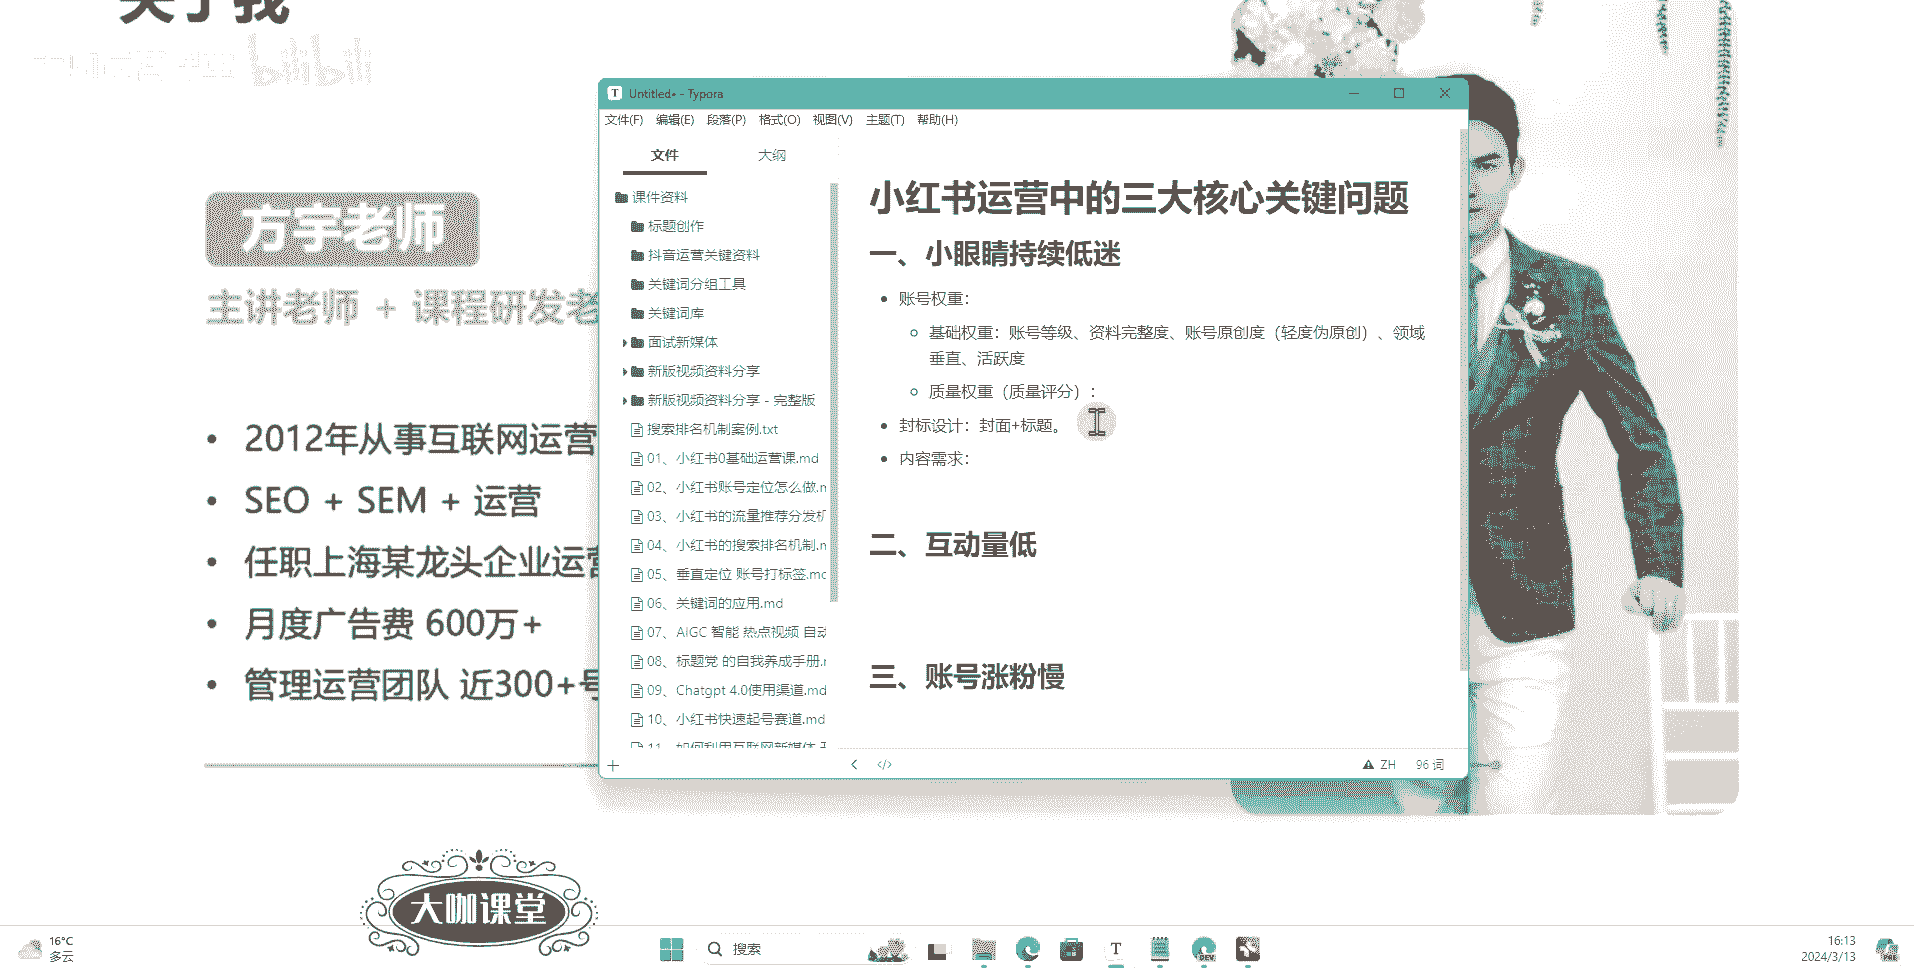 关于我
bilibili
方宇老师
主讲老师 + 课程研发老
2012年从事互联网运营
SEO + SEM + 运营
任职上海某龙头企业运营
月度广告费 600万+
管理运营团队 近300+号
Untitled• - Typora
文件(F) 编辑(E) 段落(P) 格式(O) 视图(V) 主题(T) 帮助(H)
文件 大纲
课件资料
标题创作
抖音运营关键资料
关键词分组工具
关键词库
面试新媒体
新版视频资料分享
新版视频资料分享 - 完整版
搜索排名机制案例.txt
01、小红书0基础运营课.md
02、小红书账号定位怎么做.m
03、小红书的流量推荐分发机
04、小红书的搜索排名机制.m
05、垂直定位 账号打标签.md
06、关键词的应用.md
07、AIGC 智能 热点视频 自动
08、标题党 的自我养成手册.m
09、Chatgpt 4.0使用渠道.md
10、小红书快速起号赛道.md
11、如何利用互联网新媒体
小红书运营中的三大核心关键问题
一、小眼睛持续低迷
账号权重：
基础权重：账号等级、资料完整度、账号原创度（轻度伪原创）、领域
垂直、活跃度
质量权重（质量评分）：
封标设计：封面+标题。
内容需求：
二、互动量低
三、账号涨粉慢
ZH 96 词
大咖课堂
16°C
多云
搜索
16:13
2024/3/13